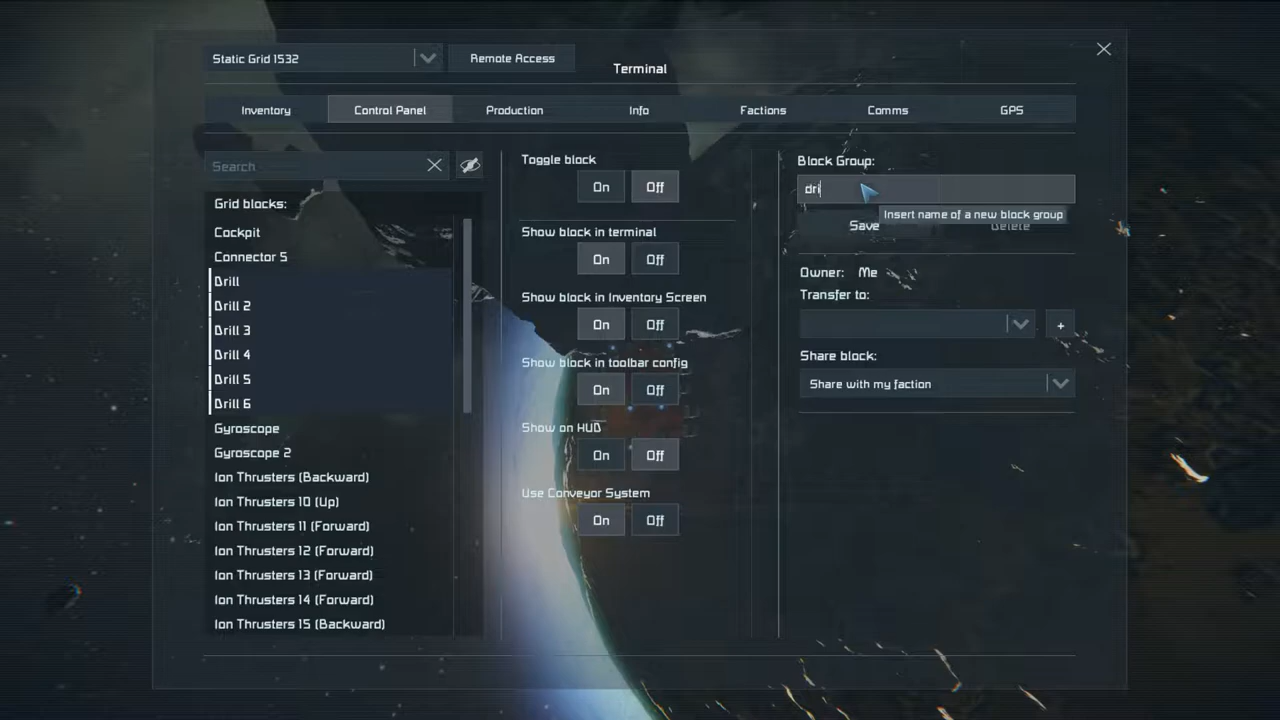 Static Grid 1532
Remote Access
Terminal
Inventory
Control Panel
Production
Info
Factions
Comms
GPS
Search
Grid blocks:
Cockpit
Connector 5
Drill
Drill 2
Drill 3
Drill 4
Drill 5
Drill 6
Gyroscope
Gyroscope 2
Ion Thrusters (Backward)
Ion Thrusters 10 (Up)
Ion Thrusters 11 (Forward)
Ion Thrusters 12 (Forward)
Ion Thrusters 13 (Forward)
Ion Thrusters 14 (Forward)
Ion Thrusters 15 (Backward)
Toggle block
On Off
Show block in terminal
On Off
Show block in Inventory Screen
On Off
Show block in toolbar config
On Off
Show on HUD
On Off
Use Conveyor System
On Off
Block Group:
dri
Insert name of a new block group
Save Delete
Owner: Me
Transfer to:
+
Share block:
Share with my faction